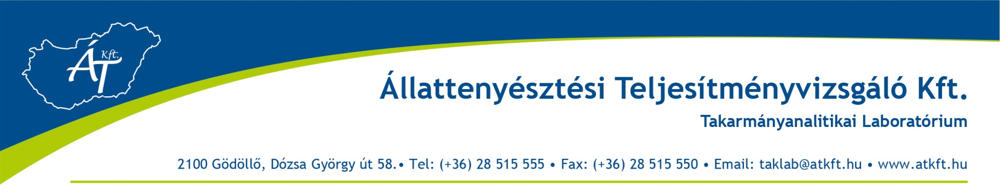 ÁT Kft.
Állattenyésztési Teljesítményvizsgáló Kft.
Takarmányanalitikai Laboratórium
2100 Gödöllő, Dózsa György út 58.• Tel: (+36) 28 515 555 • Fax: (+36) 28 515 550 • Email: taklab@atkft.hu • www.atkft.hu